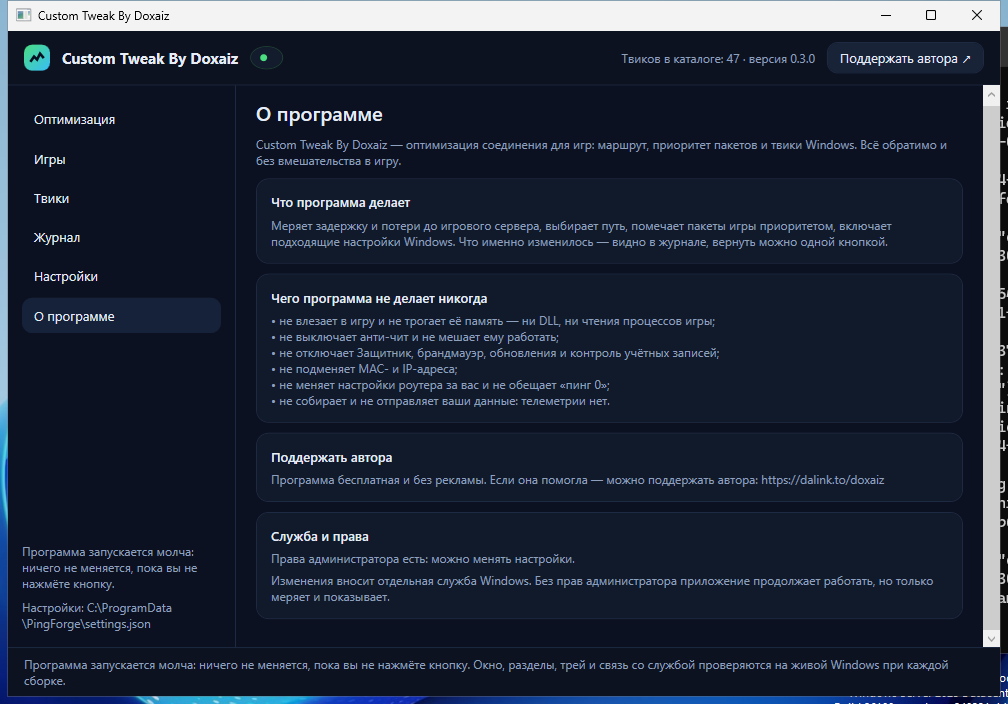 Custom Tweak By Doxaiz
Custom Tweak By Doxaiz
Твиков в каталоге: 47 · версия 0.3.0
Поддержать автора ↗
Оптимизация
Игры
Твики
Журнал
Настройки
О программе
Программа запускается молча:
ничего не меняется, пока вы не
нажмёте кнопку.
Настройки: C:\ProgramData
\PingForge\settings.json
О программе
Custom Tweak By Doxaiz — оптимизация соединения для игр: маршрут, приоритет пакетов и твики Windows. Всё обратимо и
без вмешательства в игру.
Что программа делает
Меряет задержку и потери до игрового сервера, выбирает путь, помечает пакеты игры приоритетом, включает
подходящие настройки Windows. Что именно изменилось — видно в журнале, вернуть можно одной кнопкой.
Чего программа не делает никогда
• не влезает в игру и не трогает её память — ни DLL, ни чтения процессов игры;
• не выключает анти-чит и не мешает ему работать;
• не отключает Защитник, брандмауэр, обновления и контроль учётных записей;
• не подменяет MAC- и IP-адреса;
• не меняет настройки роутера за вас и не обещает «пинг 0»;
• не собирает и не отправляет ваши данные: телеметрии нет.
Поддержать автора
Программа бесплатная и без рекламы. Если она помогла — можно поддержать автора: https://dalink.to/doxaiz
Служба и права
Права администратора есть: можно менять настройки.
Изменения вносит отдельная служба Windows. Без прав администратора приложение продолжает работать, но только
меряет и показывает.
Программа запускается молча: ничего не меняется, пока вы не нажмёте кнопку. Окно, разделы, трей и связь со службой проверяются на живой Windows при каждой
сборке.